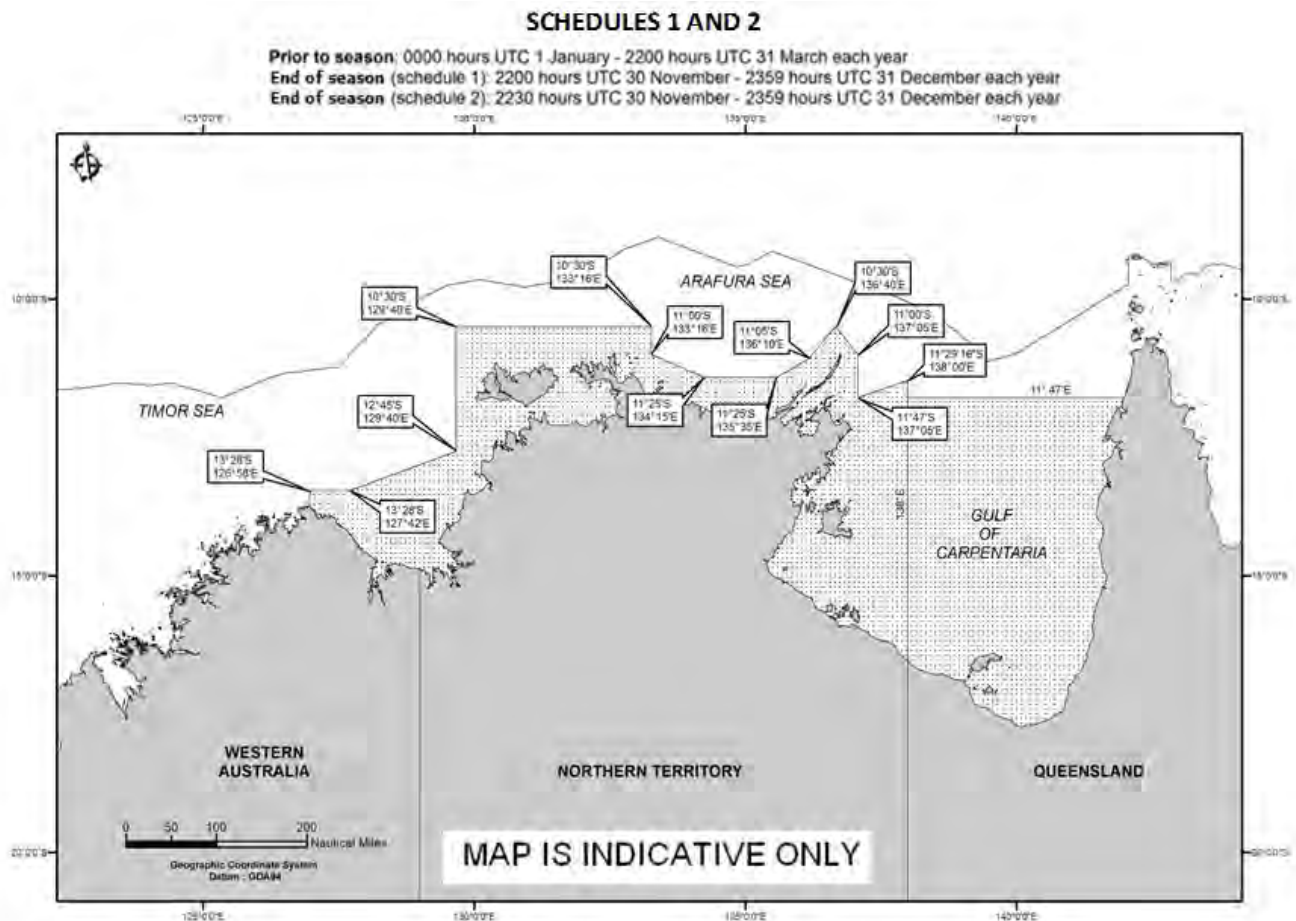 SCHEDULES 1 AND 2
Prior to season: 0000 hours UTC 1 January - 2200 hours UTC 31 March each year
End of season (schedule 1): 2200 hours UTC 30 November - 2359 hours UTC 31 December each year
End of season (schedule 2): 2230 hours UTC 30 November - 2359 hours UTC 31 December each year
10°30'S
133°16'E
ARAFURA SEA
10°30'S
136°40'E
10°00'S
10°30'S
129°40'E
11°00'S
133°16'E
11°05'S
136°10'E
11°00'S
137°05'E
11°29'16"S
138°00'E
11°47'E
TIMOR SEA
12°45'S
129°40'E
11°25'S
134°15'E
11°25'S
135°35'E
11°47'S
137°05'E
13°28'S
126°58'E
13°28'S
127°42'E
138°E
GULF
OF
CARPENTARIA
15°00'S
WESTERN
AUSTRALIA
NORTHERN TERRITORY
QUEENSLAND
0 50 100 200
Nautical Miles
Geographic Coordinate System
Datum : GDA94
MAP IS INDICATIVE ONLY